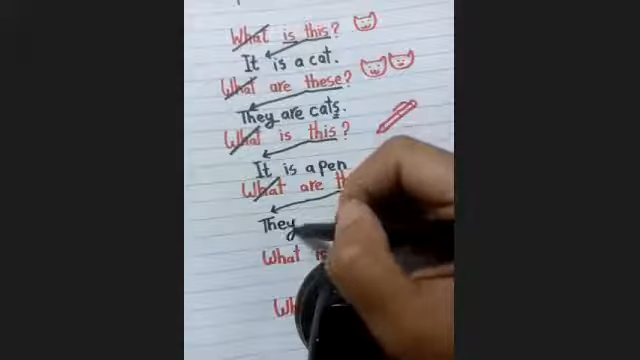 What is this?
It is a cat.
What are these?
They are cats.
What is this?
It is a pen
What are
They
What is